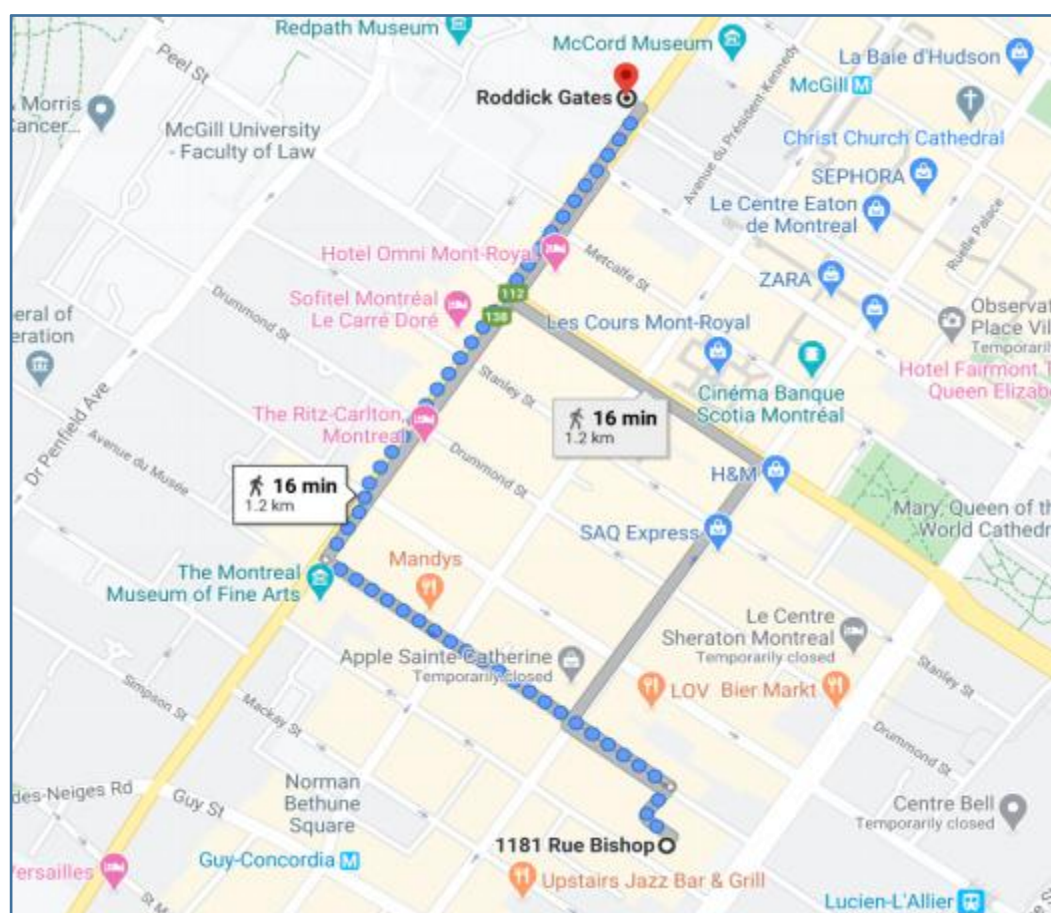 Redpath Museum
McCord Museum
La Baie d'Hudson
Peel St
McGill M
Roddick Gates
Morris
Cancer...
McGill University
- Faculty of Law
Avenue du Président-Kennedy
Christ Church Cathedral
SEPHORA
Le Centre Eaton
de Montreal
Ruelle Palace
Hotel Omni Mont-Royal
Metcalfe St
ZARA
Drummond St
Sofitel Montréal
Le Carré Doré
112
138
Les Cours Mont-Royal
Observat
Place Vil
Temporari
eral of
eration
Stanley St
Cinéma Banque
Scotia Montréal
Hotel Fairmont T
Queen Elizab
Dr Penfield Ave
The Ritz-Carlton,
Montreal
16 min
1.2 km
Avenue du Musée
Drummond St
H&M
16 min
1.2 km
Mary, Queen of th
World Cathedr
SAQ Express
The Montreal
Museum of Fine Arts
Mandys
Le Centre
Sheraton Montreal
Temporarily closed
Apple Sainte-Catherine
Temporarily closed
Stanley St
LOV
Bier Markt
Simpson St
Mackay St
Drummond St
Norman
Bethune
Square
des-Neiges Rd
Guy St
Centre Bell
Temporarily closed
1181 Rue Bishop
Guy-Concordia M
Versailles
Upstairs Jazz Bar & Grill
St M
Lucien-L'Allier